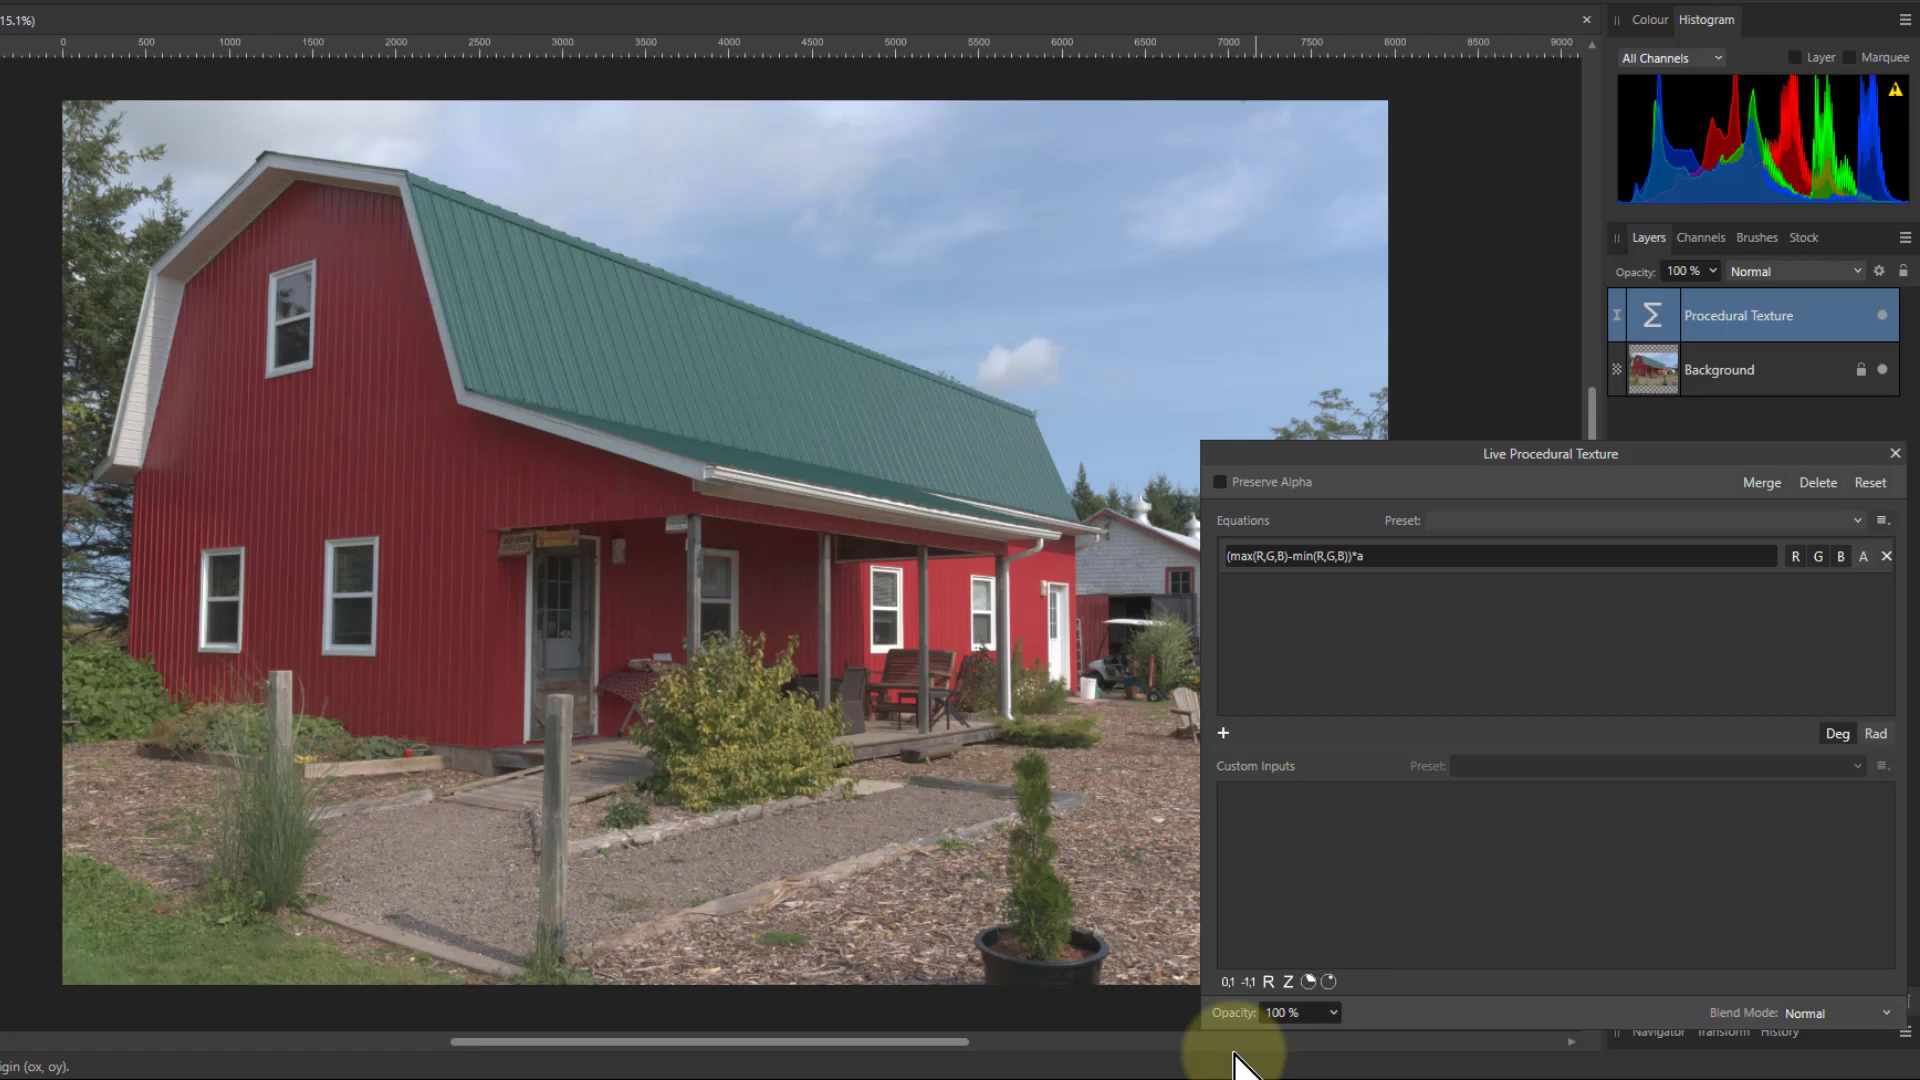 15.1%)
0 500 1000 1500 2000 2500 3000 3500 4000 4500 5000 5500 6000 6500 7000 7500 8000 8500 9000
Colour Histogram
All Channels Layer Marquee
Layers Channels Brushes Stock
Opacity: 100 % Normal
Procedural Texture
Background
Live Procedural Texture
Preserve Alpha Merge Delete Reset
Equations Preset:
(max(R,G,B)-min(R,G,B))*a R G B A
Deg Rad
Custom Inputs Preset:
0,1 -1,1 R Z
Opacity: 100 % Blend Mode: Normal
Navigator Transform History
gin (ox, oy).